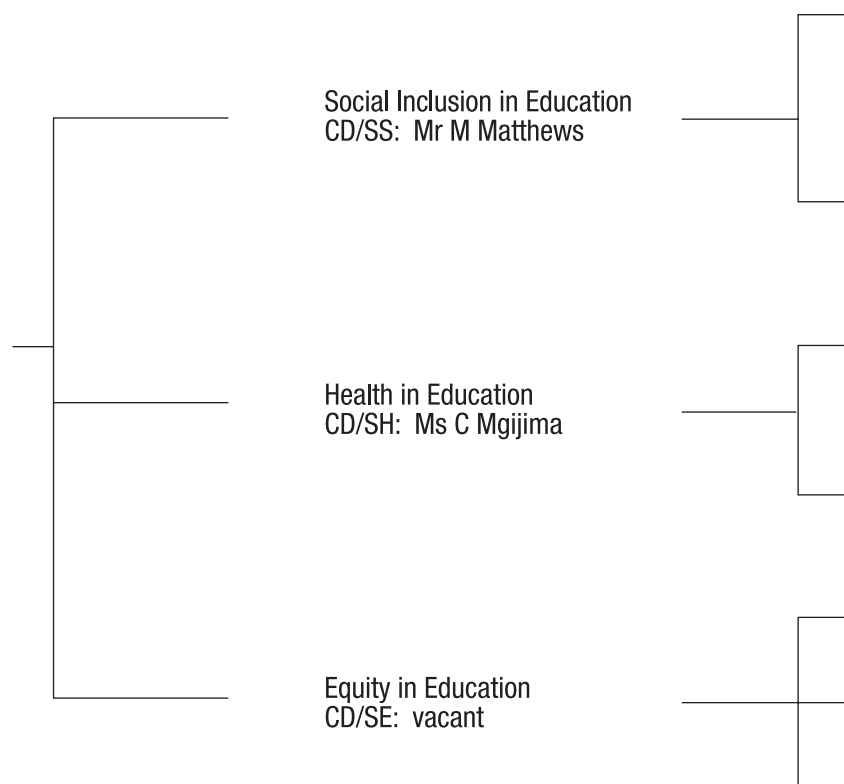 Social Inclusion in Education
CD/SS: Mr M Matthews
Health in Education
CD/SH: Ms C Mgijima
Equity in Education
CD/SE: vacant